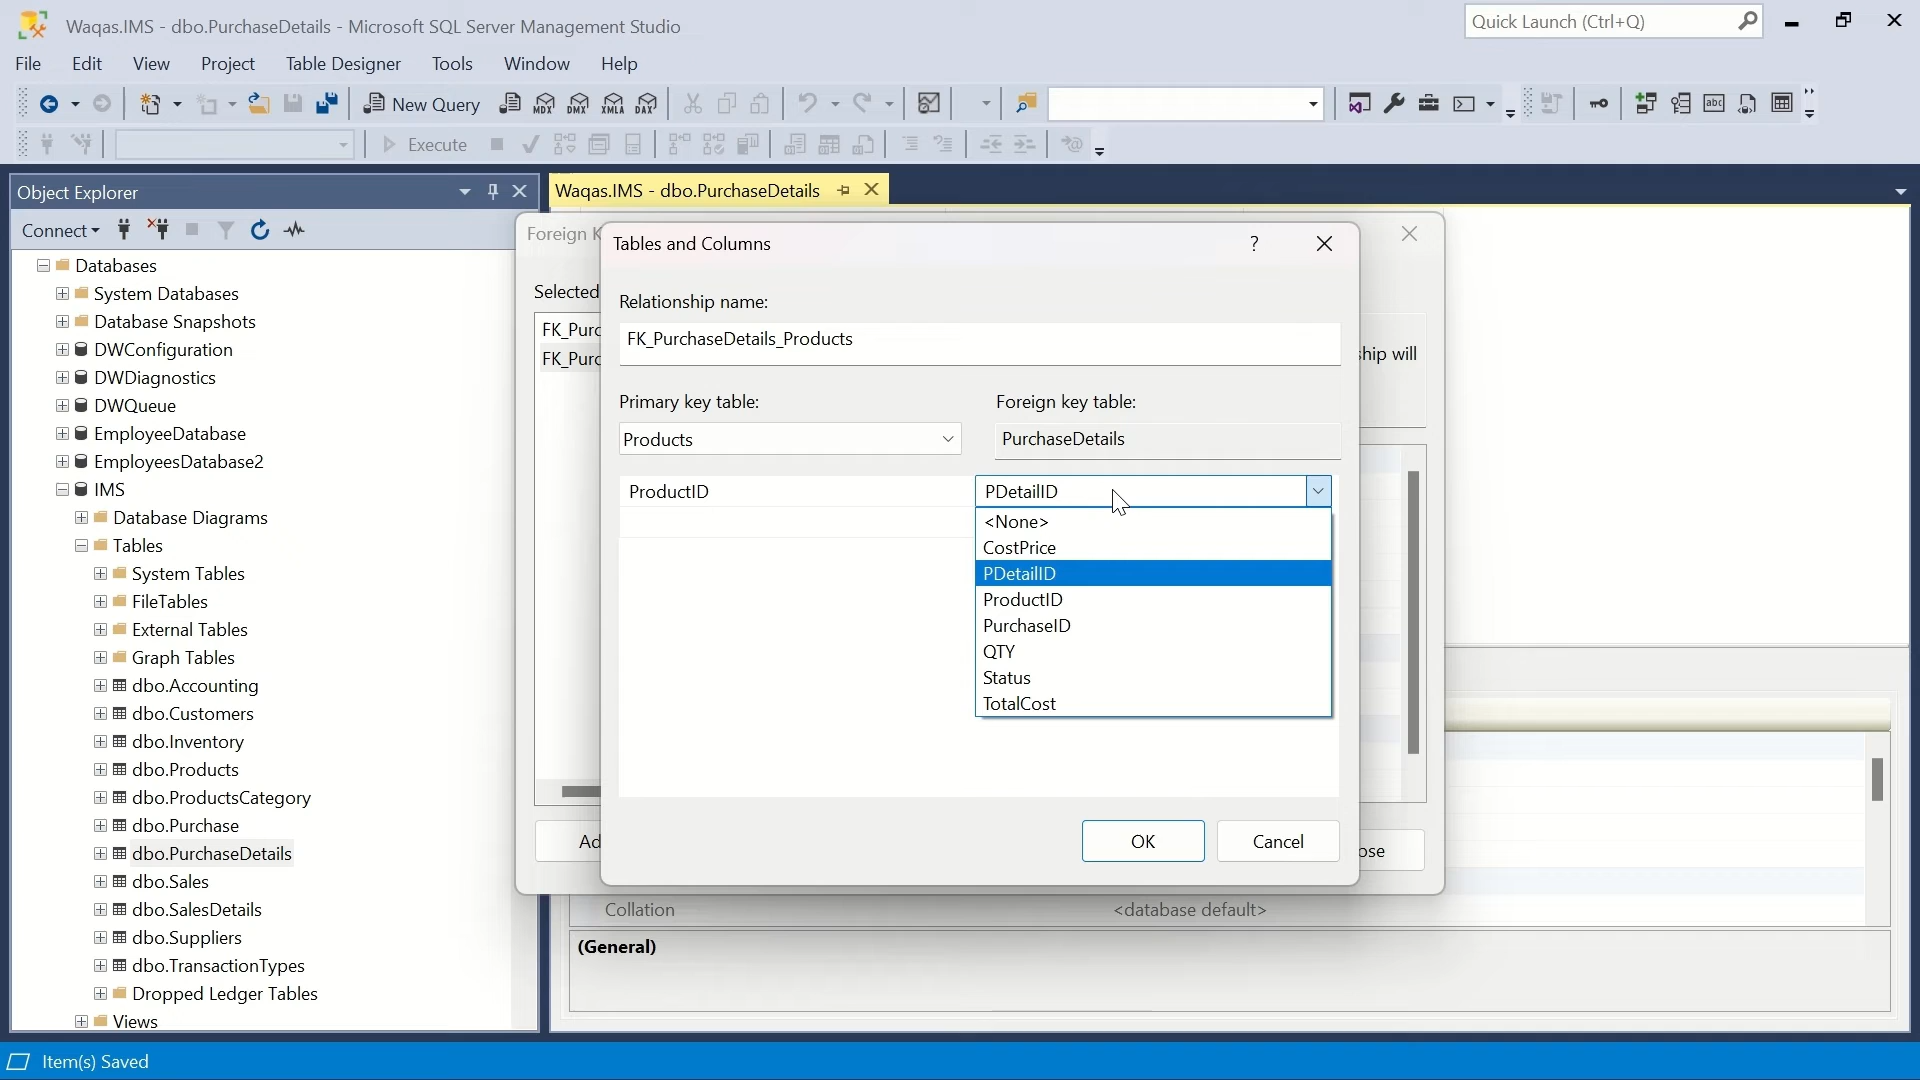 Waqas.IMS - dbo.PurchaseDetails - Microsoft SQL Server Management Studio
Quick Launch (Ctrl+Q)
File Edit View Project Table Designer Tools Window Help
New Query MDX DMX XMLA DAX abc
Execute
Object Explorer
Waqas.IMS - dbo.PurchaseDetails
Connect
Databases
System Databases
Database Snapshots
DWConfiguration
DWDiagnostics
DWQueue
EmployeeDatabase
EmployeesDatabase2
IMS
Database Diagrams
Tables
System Tables
FileTables
External Tables
Graph Tables
dbo.Accounting
dbo.Customers
dbo.Inventory
dbo.Products
dbo.ProductsCategory
dbo.Purchase
dbo.PurchaseDetails
dbo.Sales
dbo.SalesDetails
dbo.Suppliers
dbo.TransactionTypes
Dropped Ledger Tables
Views
Foreign K
Selected
FK_Purc
FK_Purc
ship will
Ad
ose
Tables and Columns
?
Relationship name:
FK_PurchaseDetails_Products
Primary key table:
Foreign key table:
Products
PurchaseDetails
ProductID
PDetailID
<None>
CostPrice
PDetailID
ProductID
PurchaseID
QTY
Status
TotalCost
OK
Cancel
Collation
<database default>
(General)
Item(s) Saved